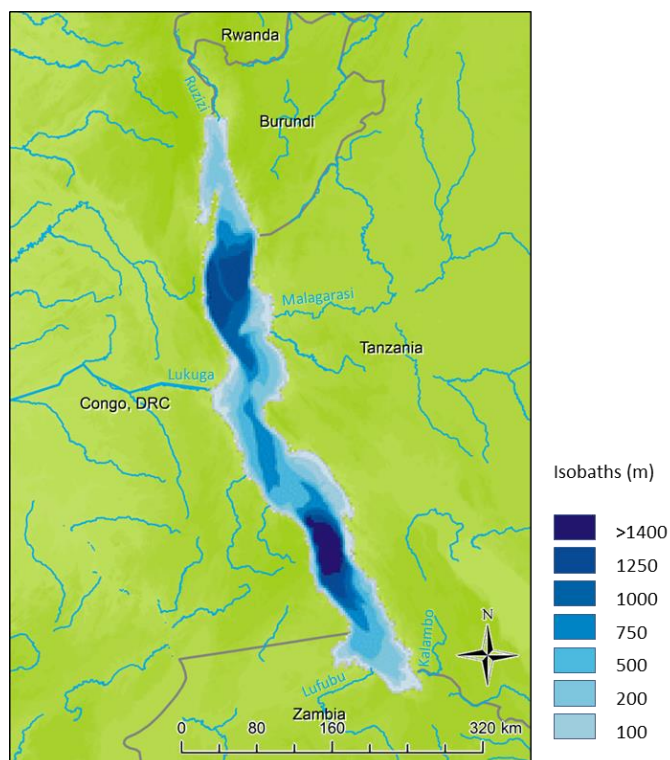 Rwanda
Ruzizi
Burundi
Malagarasi
Tanzania
Lukuga
Congo, DRC
Isobaths (m)
>1400
1250
1000
750
500
200
100
N
Kalambo
Lufubu
Zambia
0 80 160 320 km